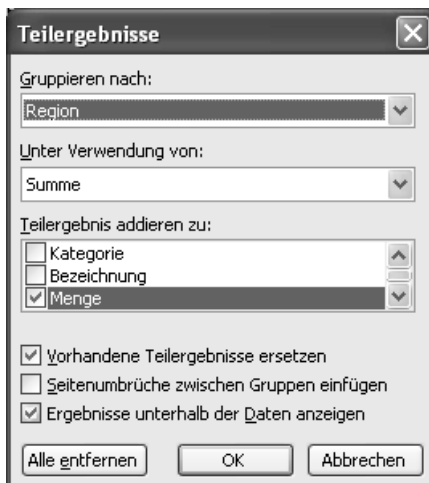 Teilergebnisse
Gruppieren nach:
Region
Unter Verwendung von:
Summe
Teilergebnis addieren zu:
Kategorie
Bezeichnung
Menge
Vorhandene Teilergebnisse ersetzen
Seitenumbrüche zwischen Gruppen einfügen
Ergebnisse unterhalb der Daten anzeigen
Alle entfernen OK Abbrechen